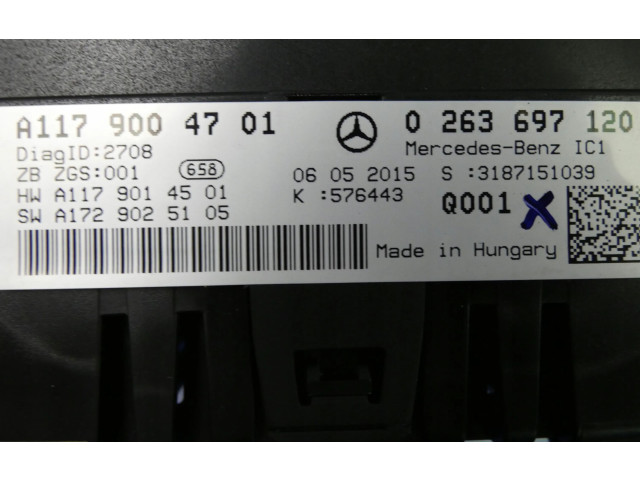 A117 900 47 01 0 263 697 120
DiagID:2708 Mercedes-Benz IC1
ZB ZGS:001 658 06 05 2015 S :3187151039
HW A117 901 45 01 K :576443 Q001 X
SW A172 902 51 05
Made in Hungary